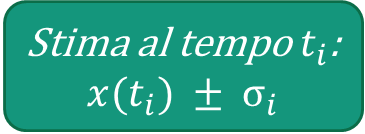 Stima al tempo tᵢ:
x(tᵢ) ± σᵢ